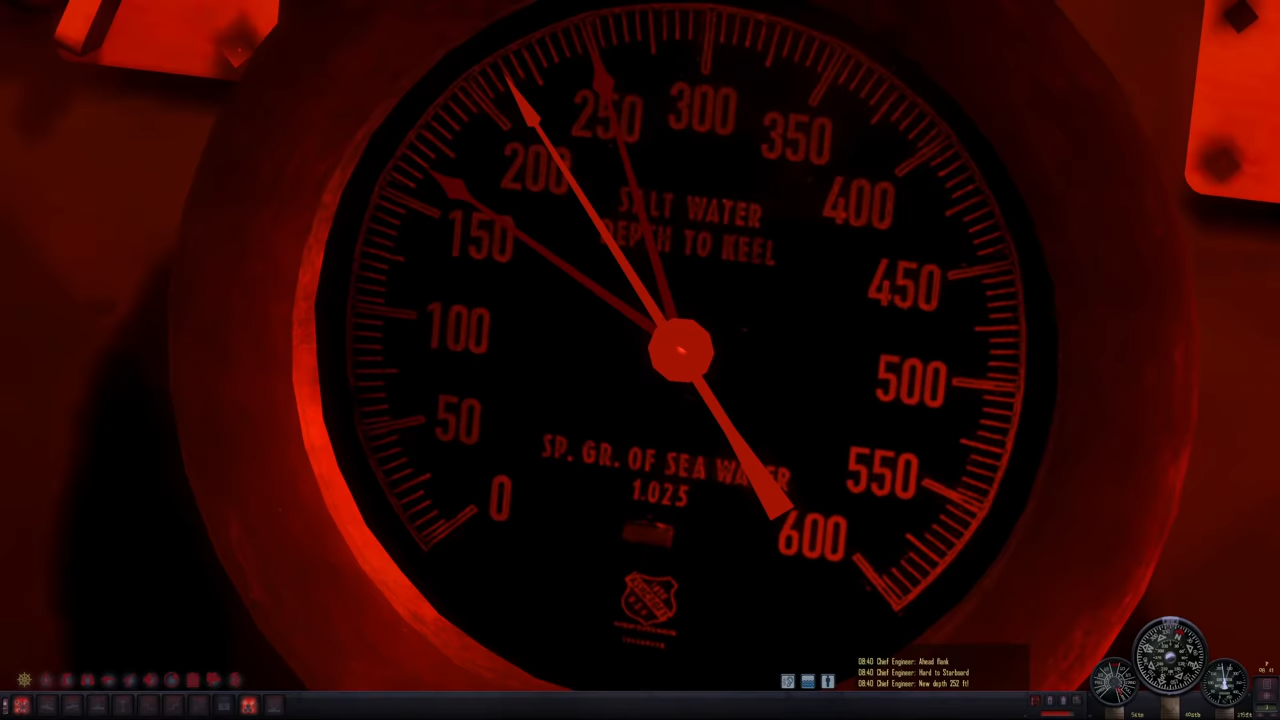 250 300 350
200 400
150 SALT WATER
DEPTH TO KEEL
450
100
500
50 550
0 SP. GR. OF SEA WATER
1.025
600
08:40 Chief Engineer: Ahead flank
08:40 Chief Engineer: Hard to Starboard
08:40 Chief Engineer: New depth 252 ft!